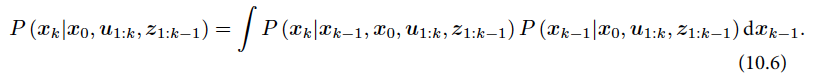 P (x_k|x_0, u_{1:k}, z_{1:k−1}) = ∫ P (x_k|x_{k−1}, x_0, u_{1:k}, z_{1:k−1}) P (x_{k−1}|x_0, u_{1:k}, z_{1:k−1}) dx_{k−1}.
(10.6)